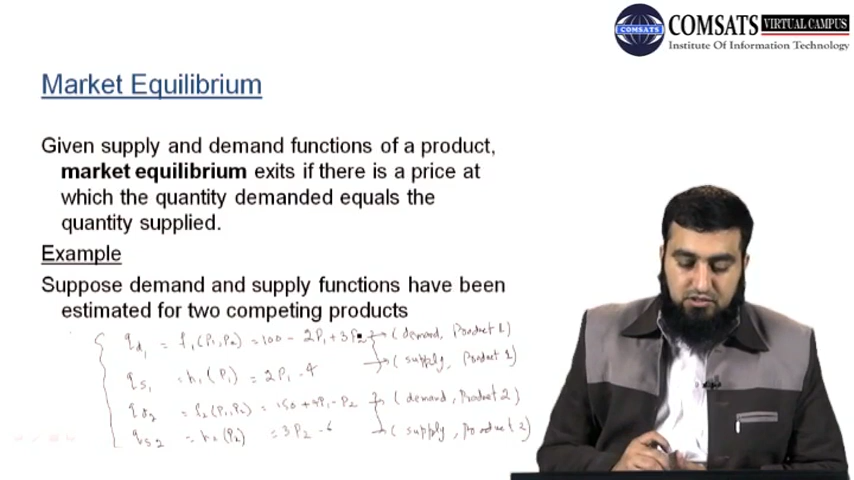 COMSATS
COMSATS VIRTUAL CAMPUS
Institute Of Information Technology
Market Equilibrium
Given supply and demand functions of a product,
market equilibrium exits if there is a price at
which the quantity demanded equals the
quantity supplied.
Example
Suppose demand and supply functions have been
estimated for two competing products
qd1 = f1(P1,P2) = 100 - 2P1 + 3P2 → (demand, Product 1)
qs1 = h1(P1) = 2P1 - 4 → (supply, Product 1)
qd2 = f2(P1,P2) = 150 + 4P1 - P2 → (demand, Product 2)
qs2 = h2(P2) = 3P2 - 6 → (supply, Product 2)